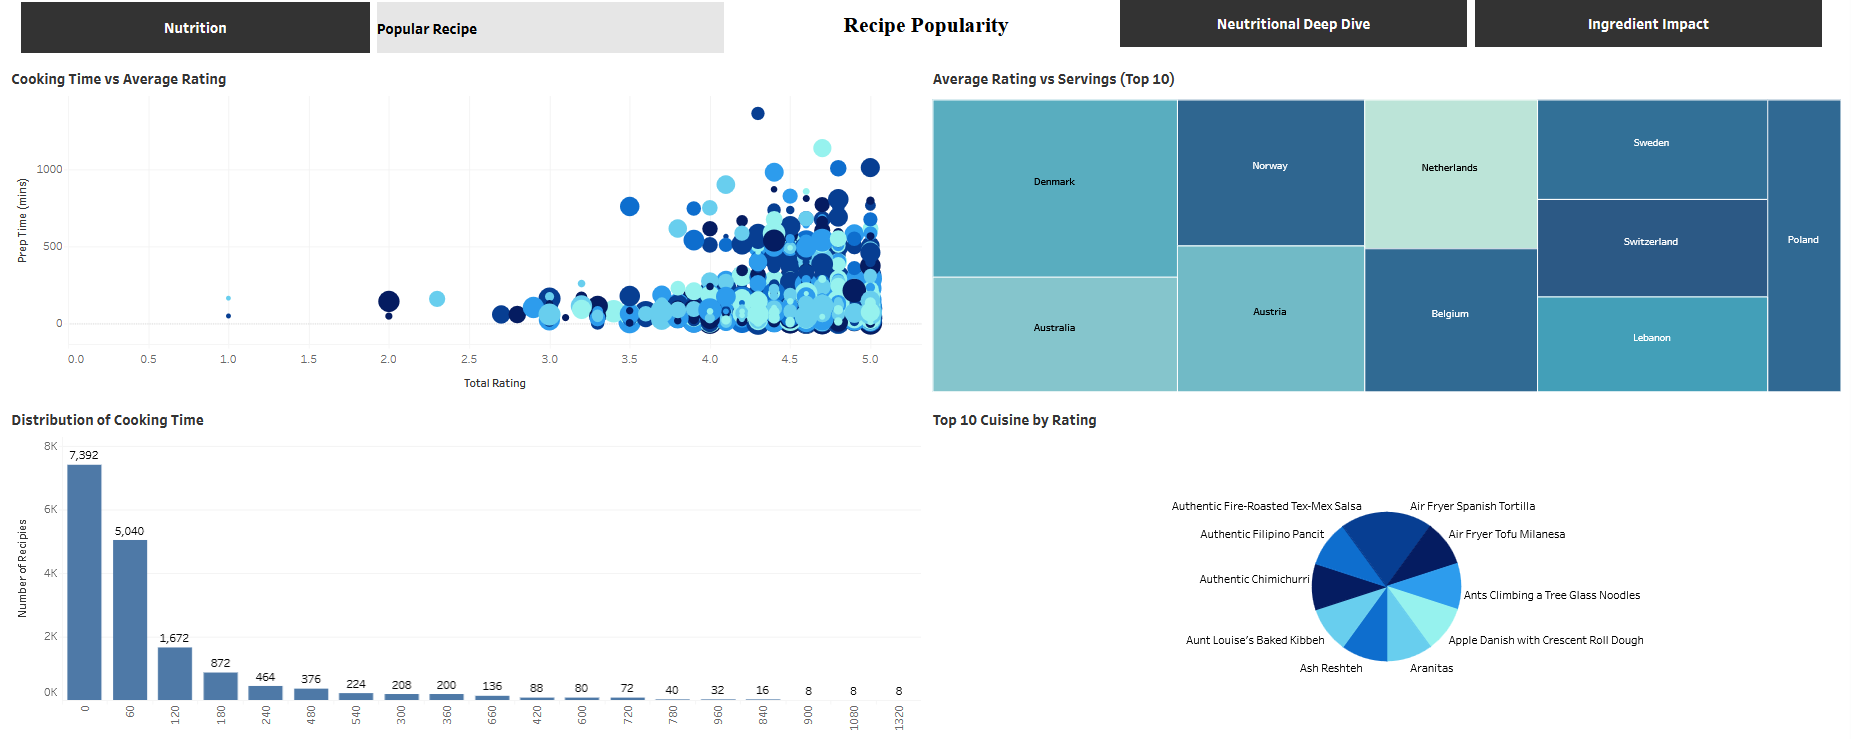 Nutrition
Popular Recipe
Recipe Popularity
Neutritional Deep Dive
Ingredient Impact
Cooking Time vs Average Rating
Prep Time (mins)
1000
500
0
0.0 0.5 1.0 1.5 2.0 2.5 3.0 3.5 4.0 4.5 5.0
Total Rating
Average Rating vs Servings (Top 10)
Denmark
Australia
Norway
Austria
Netherlands
Belgium
Sweden
Switzerland
Lebanon
Poland
Distribution of Cooking Time
Number of Recipies
8K
6K
4K
2K
0K
7,392 5,040 1,672 872 464 376 224 208 200 136 88 80 72 40 32 16 8 8 8
0 60 120 180 240 480 540 300 360 660 420 600 720 780 960 840 900 1080 1320
Top 10 Cuisine by Rating
Authentic Fire-Roasted Tex-Mex Salsa
Air Fryer Spanish Tortilla
Authentic Filipino Pancit
Air Fryer Tofu Milanesa
Authentic Chimichurri
Ants Climbing a Tree Glass Noodles
Aunt Louise's Baked Kibbeh
Apple Danish with Crescent Roll Dough
Ash Reshteh
Aranitas